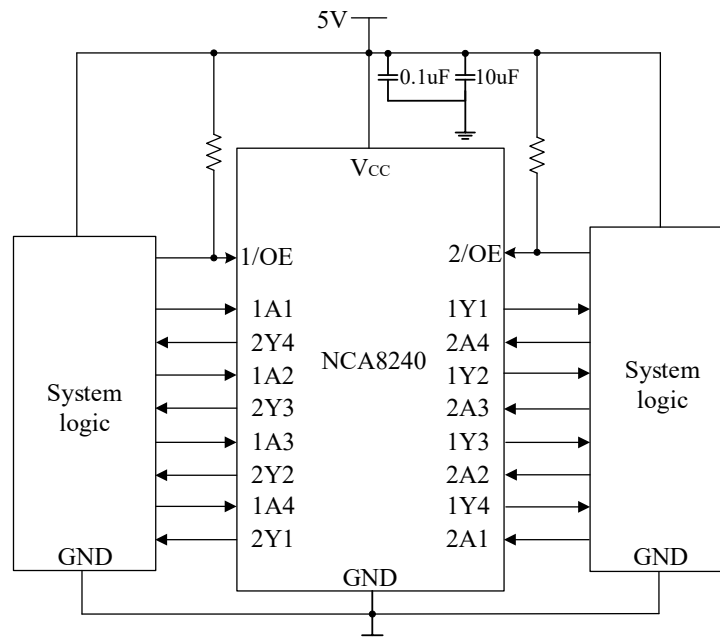 5V
0.1uF
10uF
VCC
1/OE
2/OE
1A1
1Y1
2Y4
2A4
1A2
1Y2
2Y3
2A3
1A3
1Y3
2Y2
2A2
1A4
1Y4
2Y1
2A1
NCA8240
System
logic
System
logic
GND
GND
GND